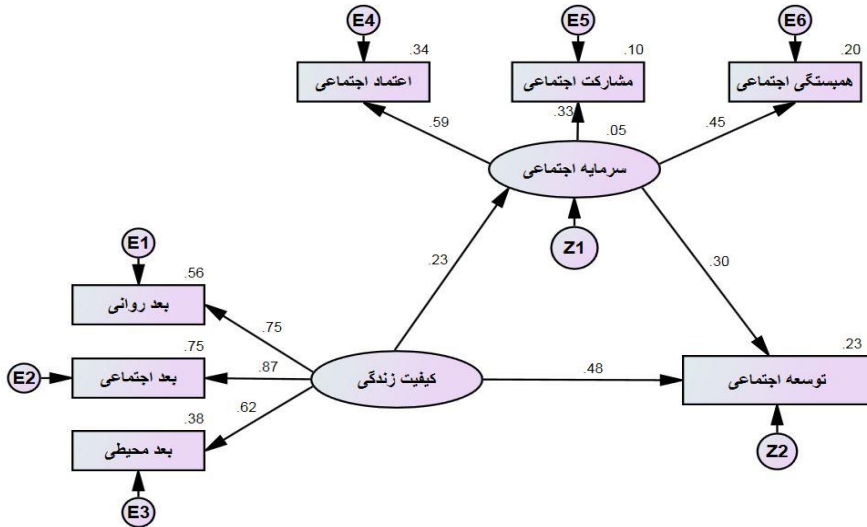 E4
E5
E6
.34
.10
.20
اعتماد اجتماعی
مشارکت اجتماعی
همبستگی اجتماعی
.59
.33
.05
.45
سرمایه اجتماعی
E1
Z1
.23
.30
.56
بعد روانی
.75
.75
.23
E2
بعد اجتماعی
.87
کیفیت زندگی
.48
توسعه اجتماعی
.62
.38
بعد محیطی
Z2
E3